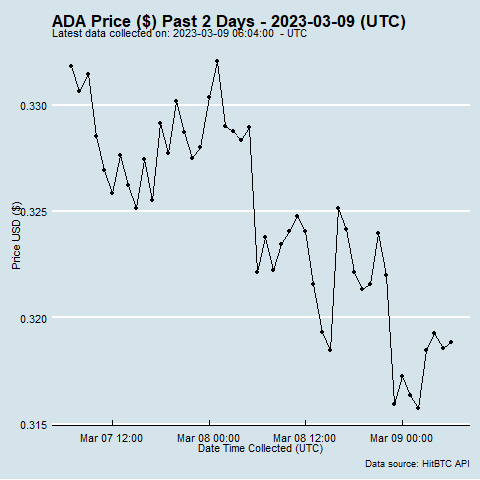 ADA Price ($) Past 2 Days - 2023-03-09 (UTC)
Latest data collected on: 2023-03-09 06:04:00  - UTC
0.330
0.325
0.320
0.315
Price USD ($)
Mar 07 12:00
Mar 08 00:00
Mar 08 12:00
Mar 09 00:00
Date Time Collected (UTC)
Data source: HitBTC API